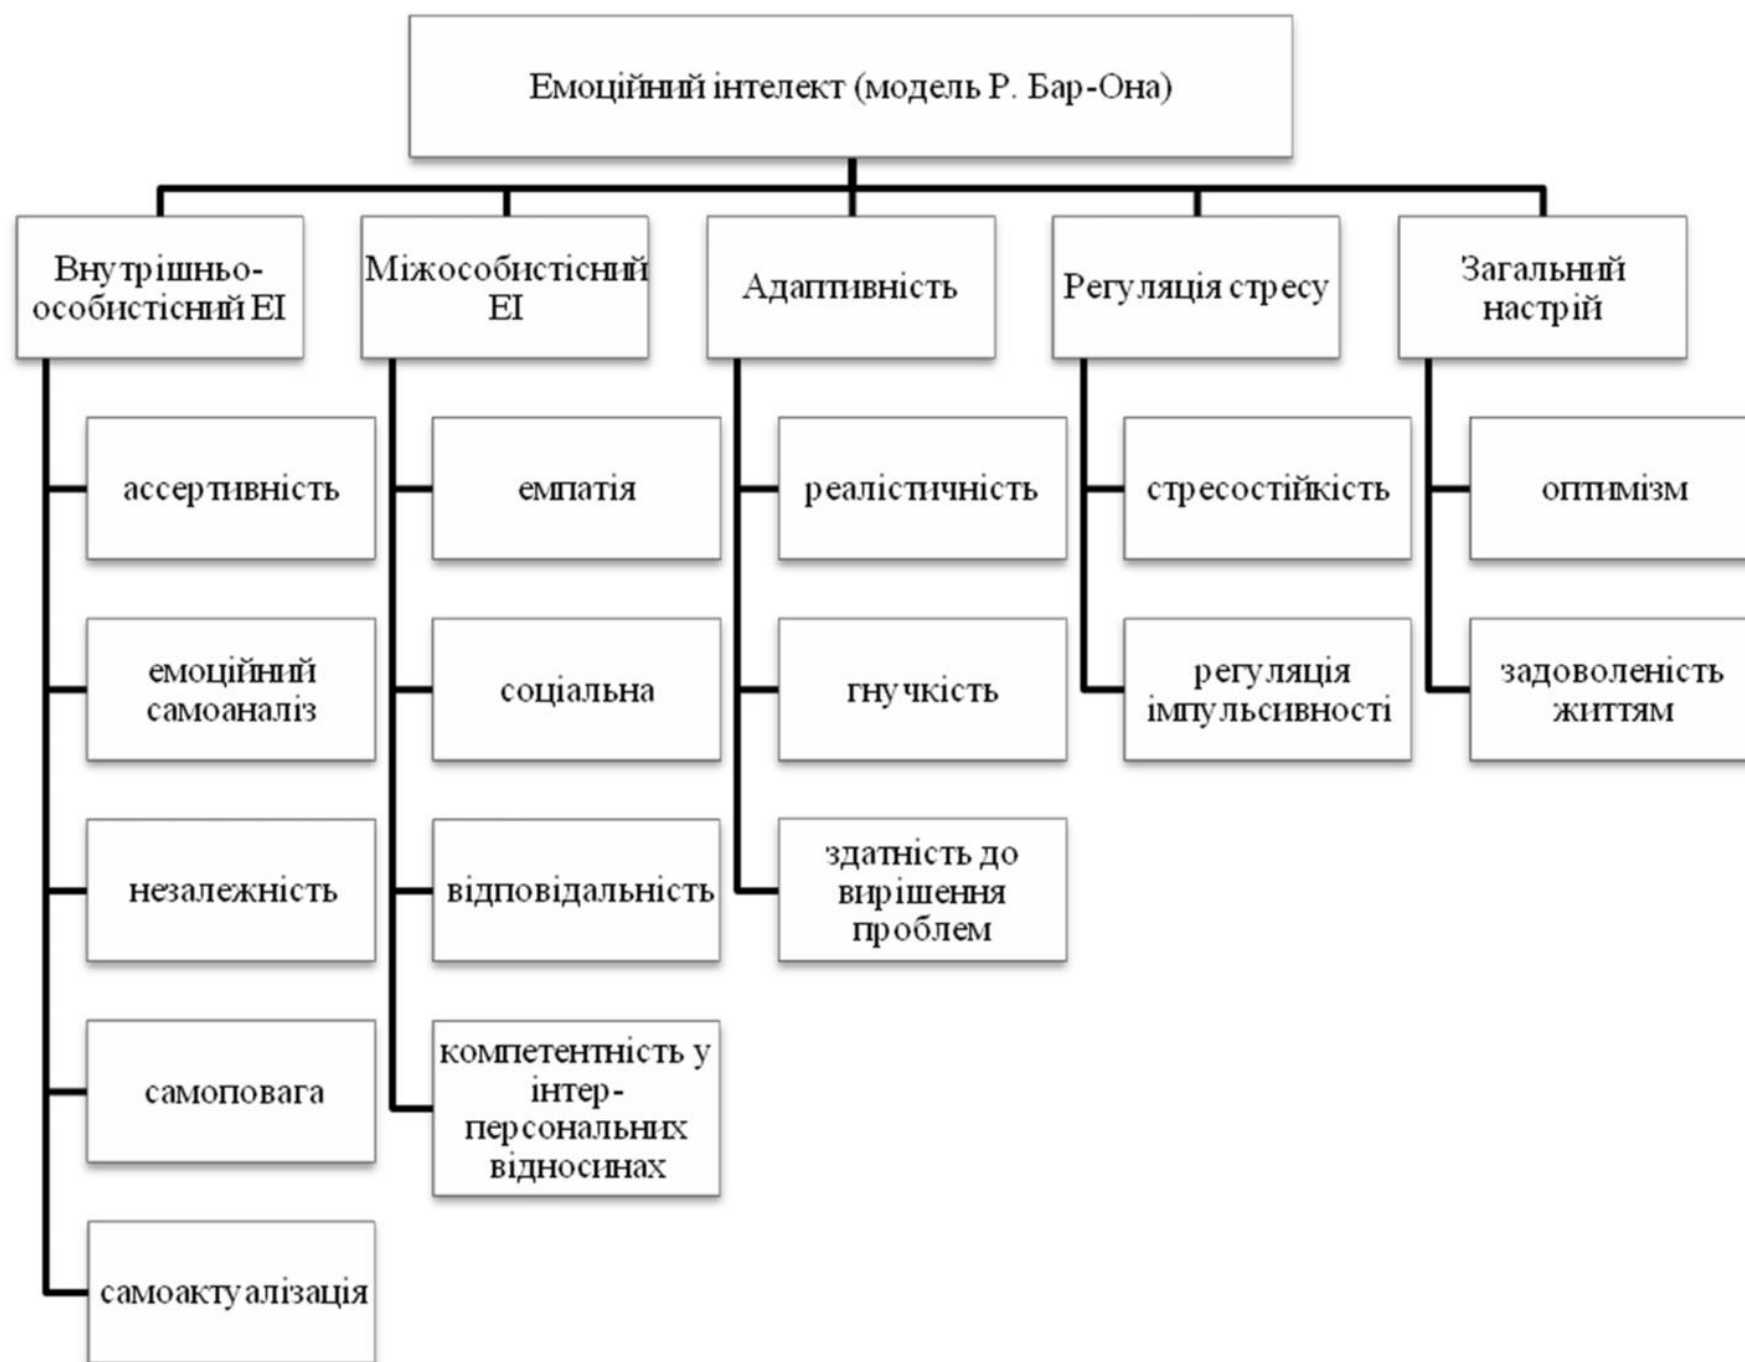 Емоційний інтелект (модель Р. Бар-Она)
Внутрішньо-
особистісний ЕІ
Міжособистісний
ЕІ
Адаптивність
Регуляція стресу
Загальний
настрій
ассертивність
емоційний
самоаналіз
незалежність
самоповага
самоактуалізація
емпатія
соціальна
відповідальність
компетентність у
інтер-
персональних
відносинах
реалістичність
гнучкість
здатність до
вирішення
проблем
стресостійкість
регуляція
імпульсивності
оптимізм
задоволеність
життям